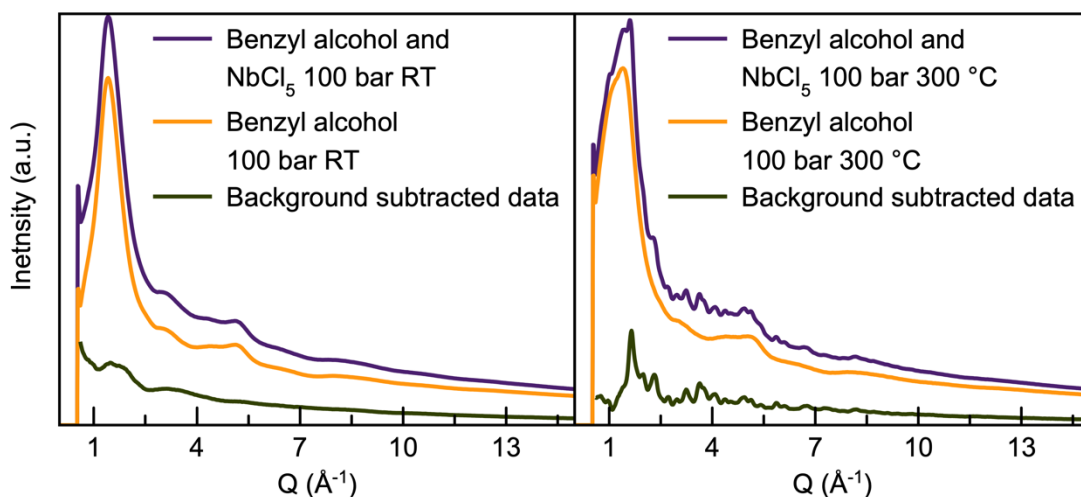 Inetnsity (a.u.)
Benzyl alcohol and
NbCl5 100 bar RT
Benzyl alcohol
100 bar RT
Background subtracted data
1 4 7 10 13
Q (Å-1)
Benzyl alcohol and
NbCl5 100 bar 300 °C
Benzyl alcohol
100 bar 300 °C
Background subtracted data
1 4 7 10 13
Q (Å-1)